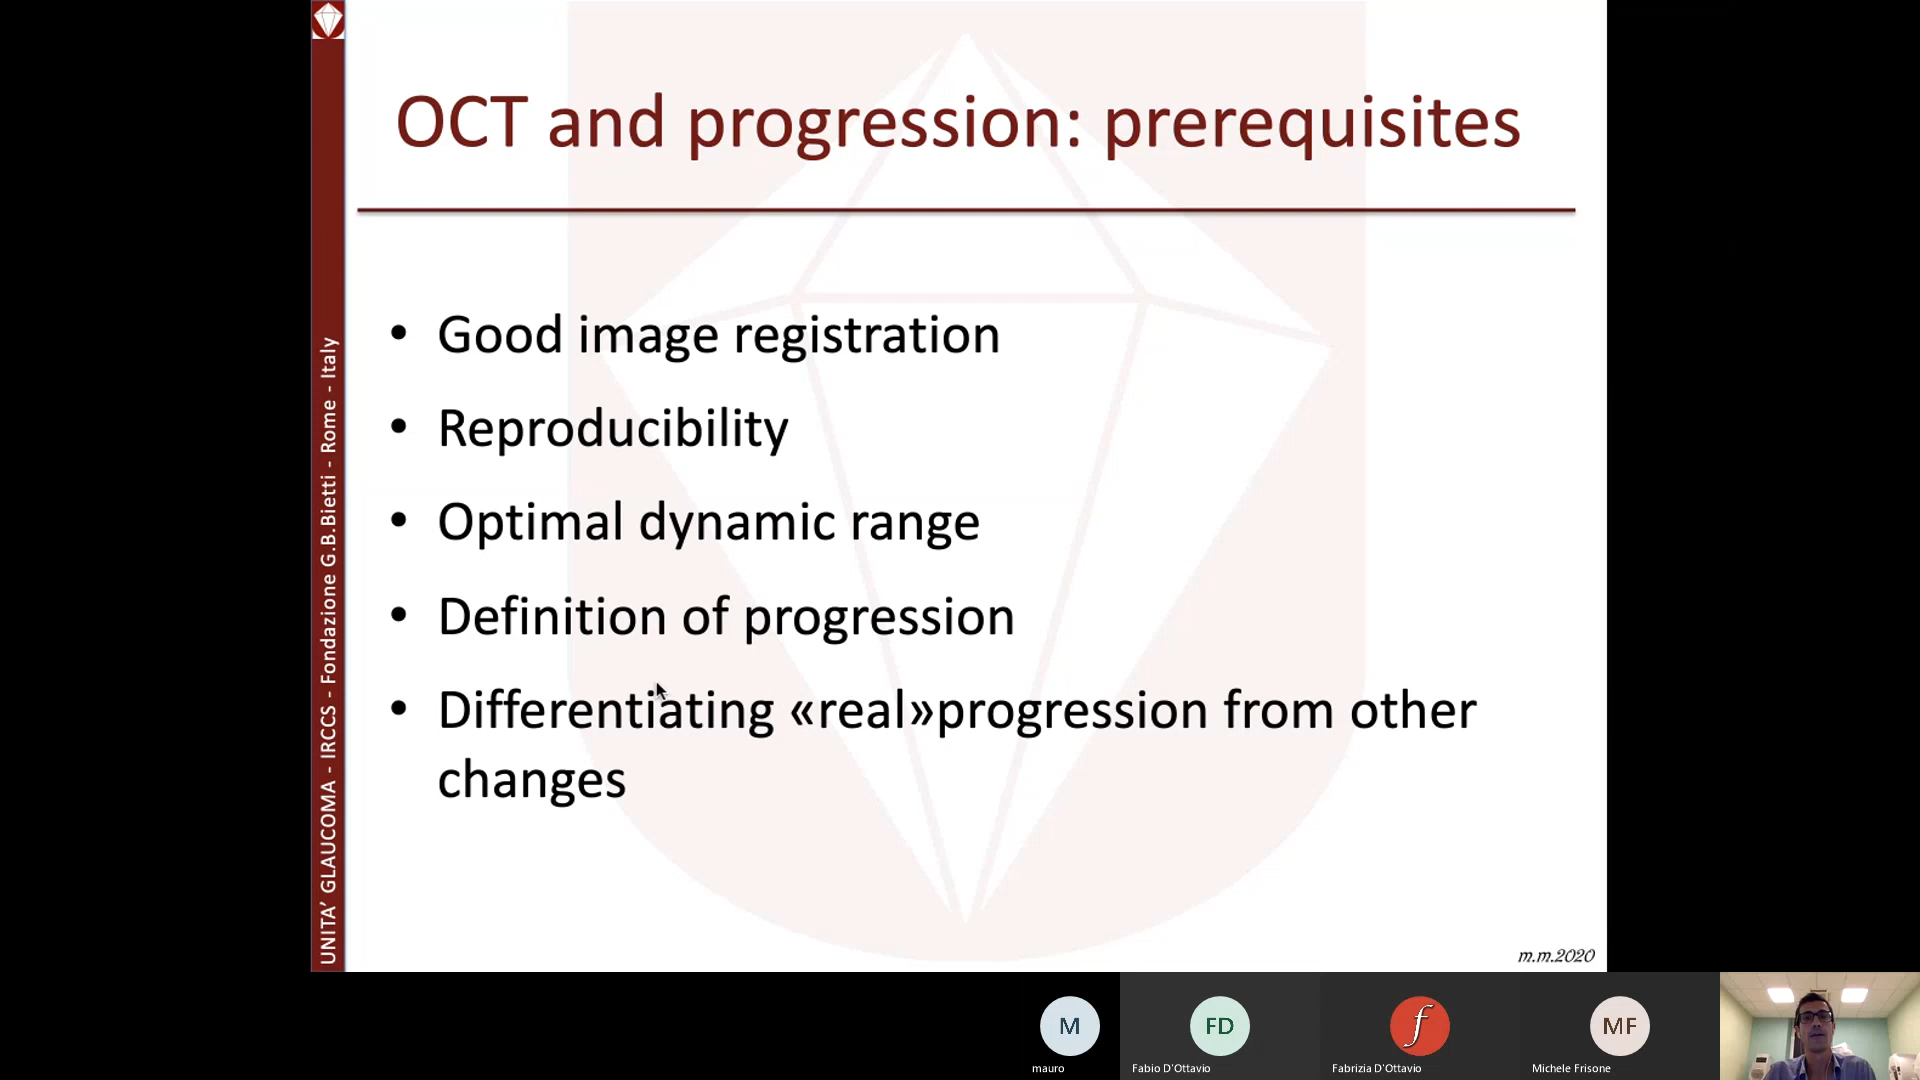 OCT and progression: prerequisites
• Good image registration
• Reproducibility
• Optimal dynamic range
• Definition of progression
• Differentiating «real»progression from other
changes
UNITA’ GLAUCOMA - IRCCS - Fondazione G.B.Bietti - Rome - Italy
m.m.2020
M
FD
f
MF
mauro
Fabio D'Ottavio
Fabrizia D'Ottavio
Michele Frisone